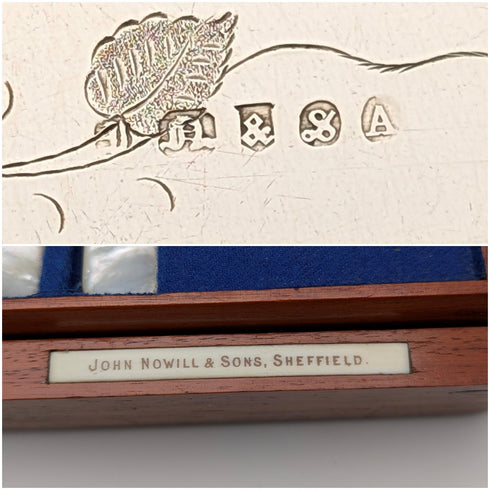 J N & S A
JOHN NOWILL & SONS, SHEFFIELD.